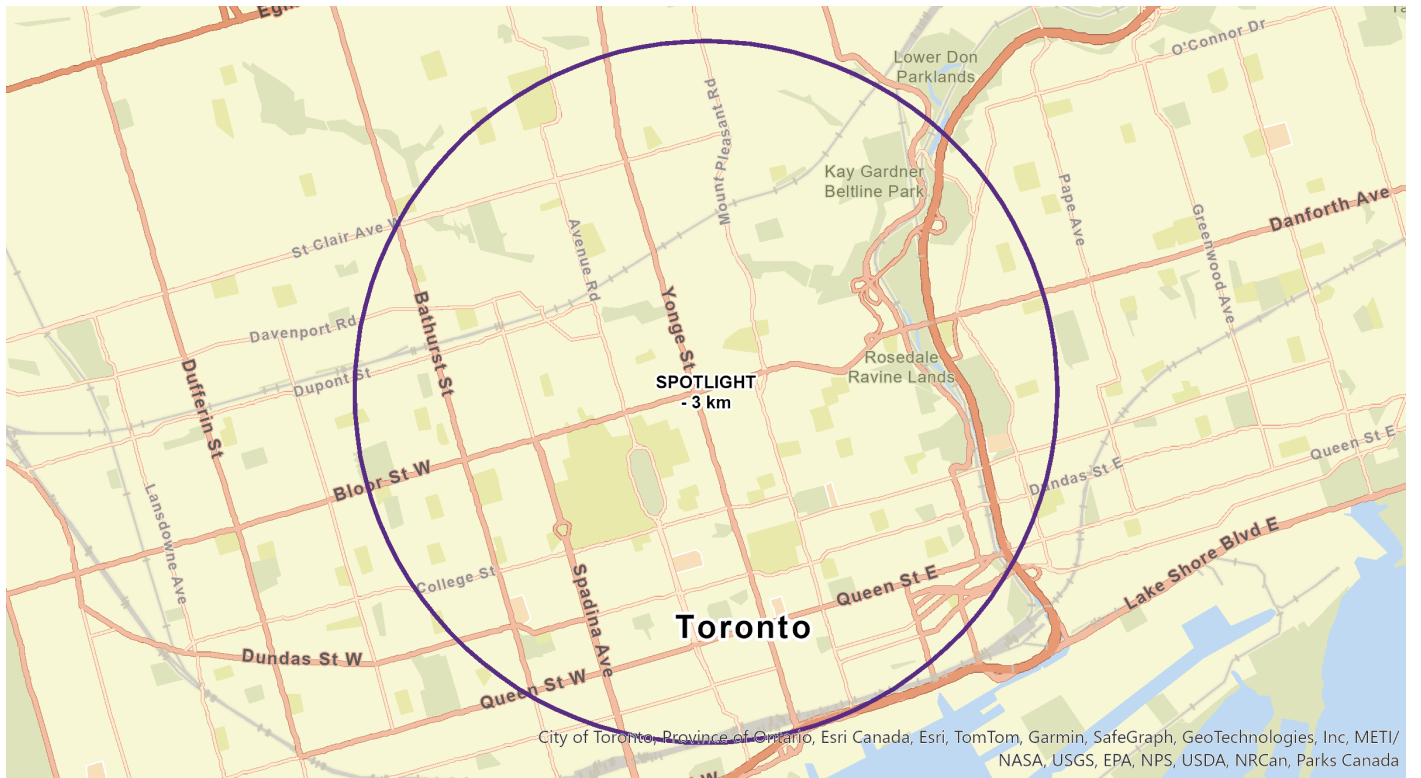 Egl
O'Connor Dr
Lower Don
Parklands
Mount Pleasant Rd
Kay Gardner
Beltline Park
Pape Ave
Greenwood Ave
Danforth Ave
St Clair Ave W
Avenue Rd
Bathurst St
Yonge St
Davenport Rd
Dupont St
Dufferin St
Rosedale
Ravine Lands
SPOTLIGHT
- 3 km
Bloor St W
Lansdowne Ave
Queen St E
Dundas St E
Lake Shore Blvd E
College St
Spadina Ave
Queen St E
Toronto
Dundas St W
Queen St W
City of Toronto, Province of Ontario, Esri Canada, Esri, TomTom, Garmin, SafeGraph, GeoTechnologies, Inc, METI/
NASA, USGS, EPA, NPS, USDA, NRCan, Parks Canada